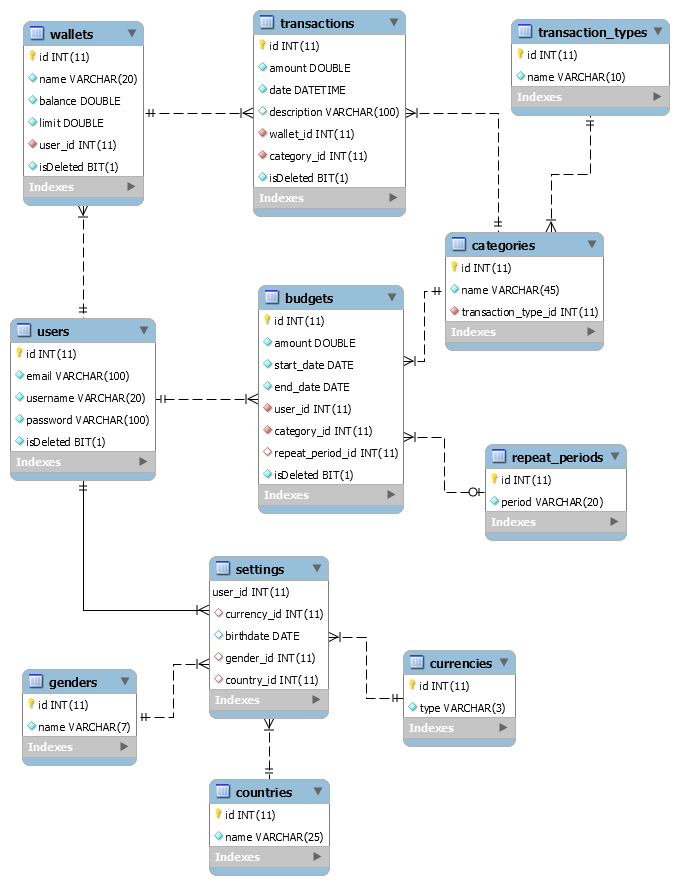 wallets
id INT(11)
name VARCHAR(20)
balance DOUBLE
limit DOUBLE
user_id INT(11)
isDeleted BIT(1)
Indexes
transactions
id INT(11)
amount DOUBLE
date DATETIME
description VARCHAR(100)
wallet_id INT(11)
category_id INT(11)
isDeleted BIT(1)
Indexes
transaction_types
id INT(11)
name VARCHAR(10)
Indexes
categories
id INT(11)
name VARCHAR(45)
transaction_type_id INT(11)
Indexes
users
id INT(11)
email VARCHAR(100)
username VARCHAR(20)
password VARCHAR(100)
isDeleted BIT(1)
Indexes
budgets
id INT(11)
amount DOUBLE
start_date DATE
end_date DATE
user_id INT(11)
category_id INT(11)
repeat_period_id INT(11)
isDeleted BIT(1)
Indexes
repeat_periods
id INT(11)
period VARCHAR(20)
Indexes
settings
user_id INT(11)
currency_id INT(11)
birthdate DATE
gender_id INT(11)
country_id INT(11)
Indexes
genders
id INT(11)
name VARCHAR(7)
Indexes
currencies
id INT(11)
type VARCHAR(3)
Indexes
countries
id INT(11)
name VARCHAR(25)
Indexes